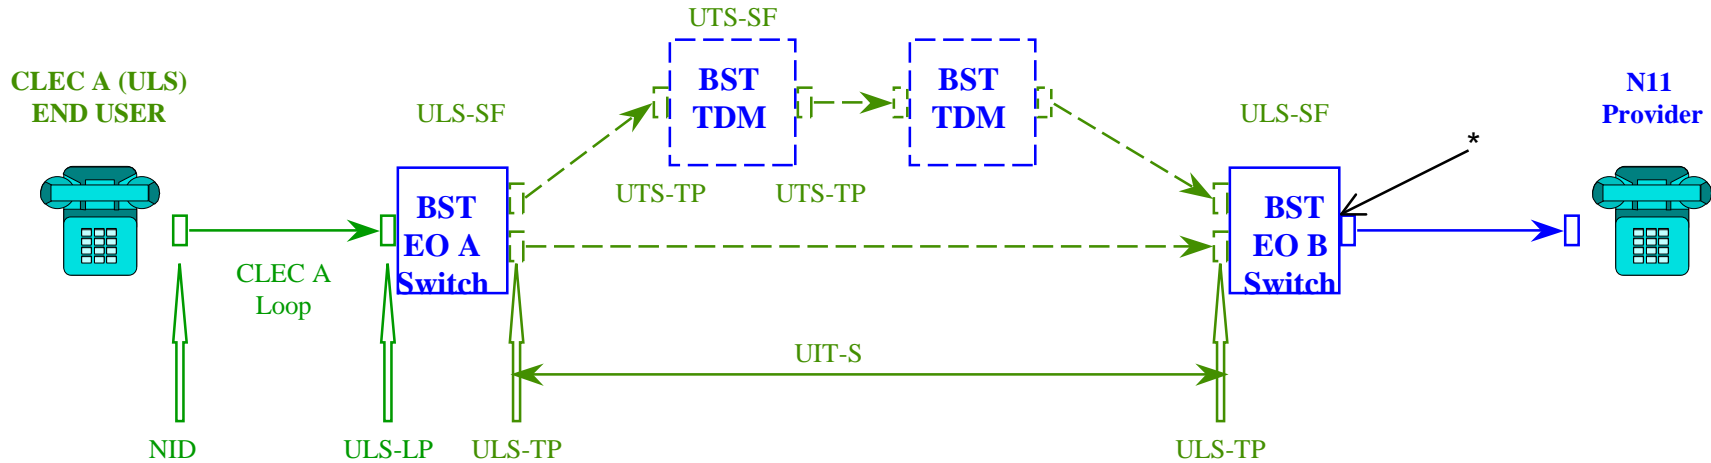 UTS-SF
CLEC A (ULS)
END USER
ULS-SF
BST
TDM
BST
TDM
ULS-SF
N11
Provider
*
UTS-TP
UTS-TP
BST
EO A
Switch
BST
EO B
Switch
CLEC A
Loop
UIT-S
NID
ULS-LP
ULS-TP
ULS-TP